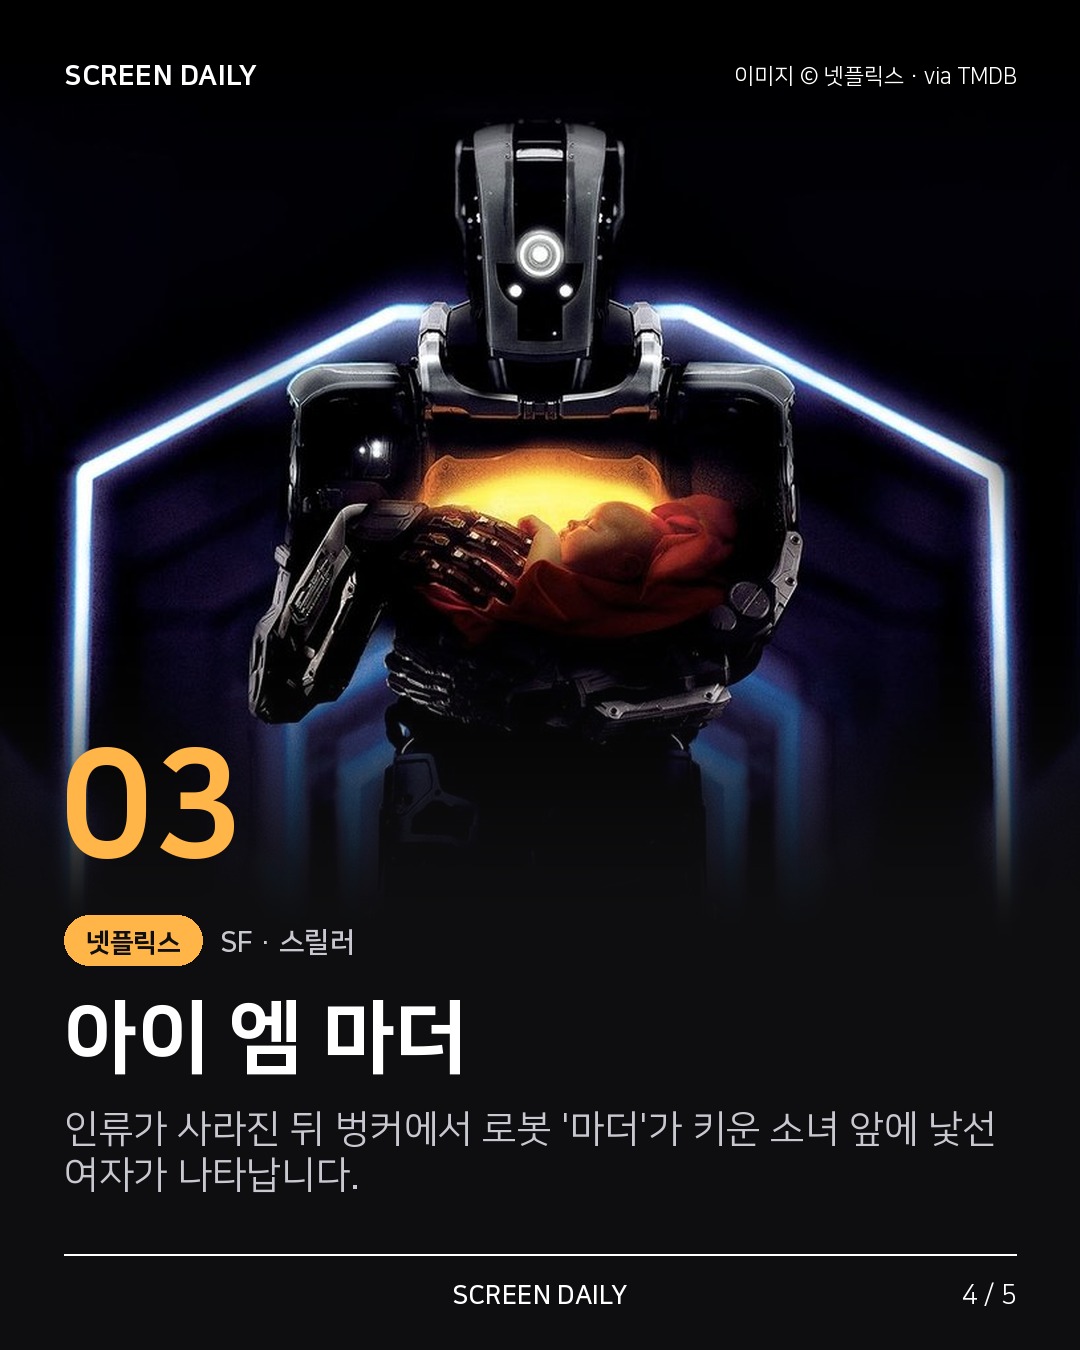 SCREEN DAILY
이미지 © 넷플릭스 · via TMDB
03
넷플릭스 SF · 스릴러
아이 엠 마더
인류가 사라진 뒤 벙커에서 로봇 '마더'가 키운 소녀 앞에 낯선
여자가 나타납니다.
SCREEN DAILY
4 / 5